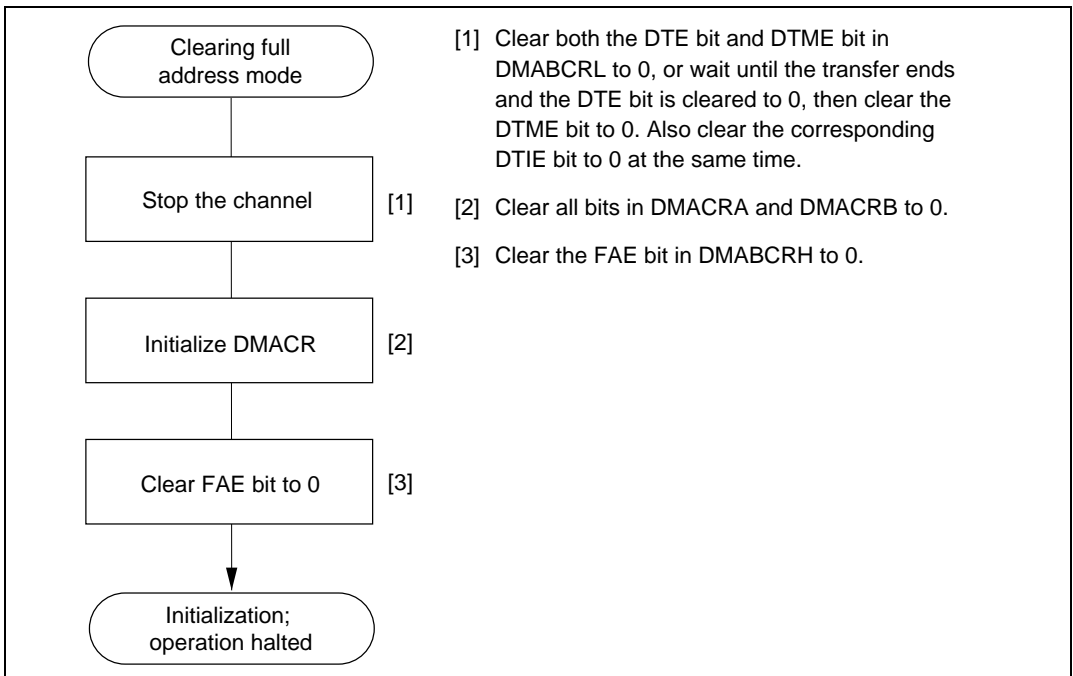 Clearing full
address mode
Stop the channel
[1]
Initialize DMACR
[2]
Clear FAE bit to 0
[3]
Initialization;
operation halted
[1] Clear both the DTE bit and DTME bit in
DMABCRL to 0, or wait until the transfer ends
and the DTE bit is cleared to 0, then clear the
DTME bit to 0. Also clear the corresponding
DTIE bit to 0 at the same time.
[2] Clear all bits in DMACRA and DMACRB to 0.
[3] Clear the FAE bit in DMABCRH to 0.